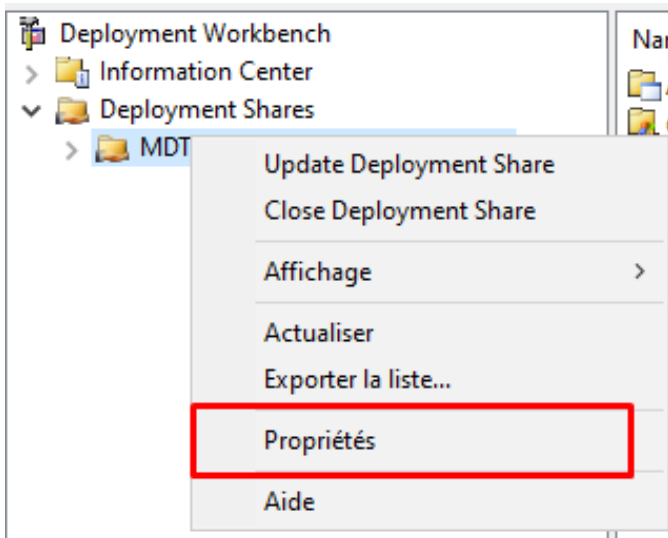 Deployment Workbench
Information Center
Deployment Shares
MDT
Update Deployment Share
Close Deployment Share
Affichage
Actualiser
Exporter la liste...
Propriétés
Aide